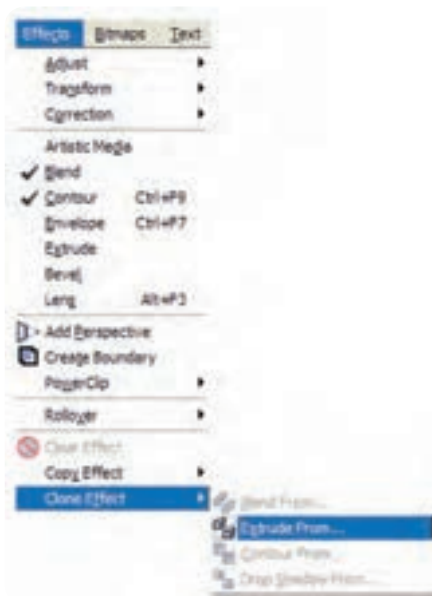 Effects Bitmaps Text
Adjust
Transform
Correction
Artistic Media
Blend
Contour Ctrl+F9
Envelope Ctrl+F7
Extrude
Bevel
Lens Alt+F3
Add Perspective
Create Boundary
PowerClip
Rollover
Clear Effect
Copy Effect
Clone Effect
Blend From...
Extrude From...
Contour From...
Drop Shadow From...